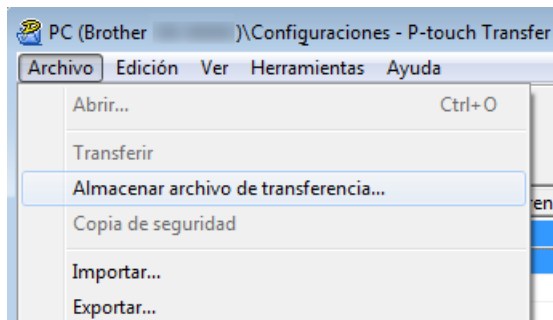 PC (Brother )\Configuraciones - P-touch Transfer
Archivo Edición Ver Herramientas Ayuda
Abrir... Ctrl+O
Transferir
Almacenar archivo de transferencia...
Copia de seguridad
Importar...
Exportar...